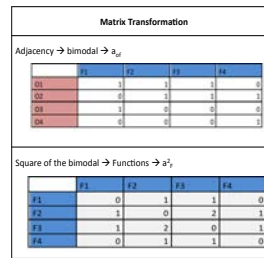 Matrix Transformation
Adjacency → bimodal → a_of
F1 F2 F3 F4
O1 1 1 1 0
O2 0 1 1 1
O3 1 0 0 0
O4 0 0 0 1
Square of the bimodal → Functions → a²_f
F1 F2 F3 F4
F1 0 1 1 0
F2 1 0 2 1
F3 1 2 0 1
F4 0 1 1 0